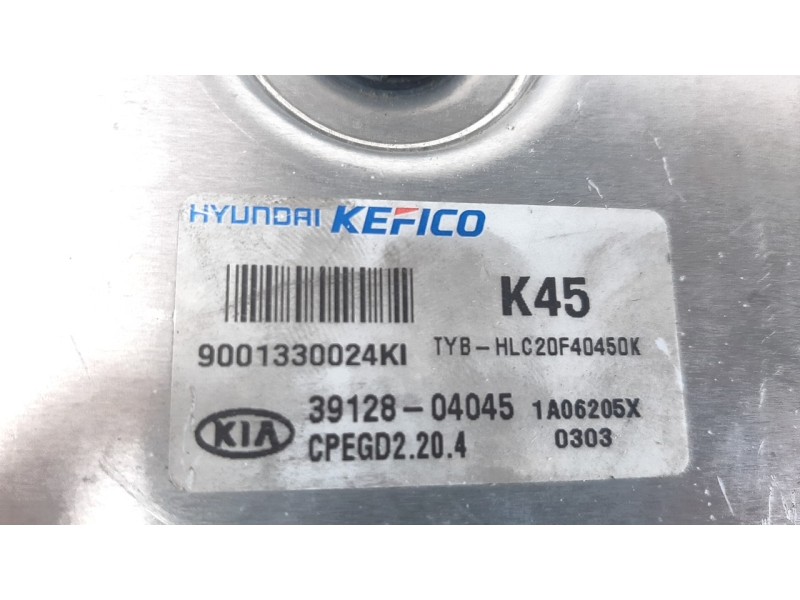 HYUNDAI KEFICO
K45
9001330024KI
TYB-HLC20F40450K
KIA
39128-04045 1A06205X
CPEGD2.20.4 0303